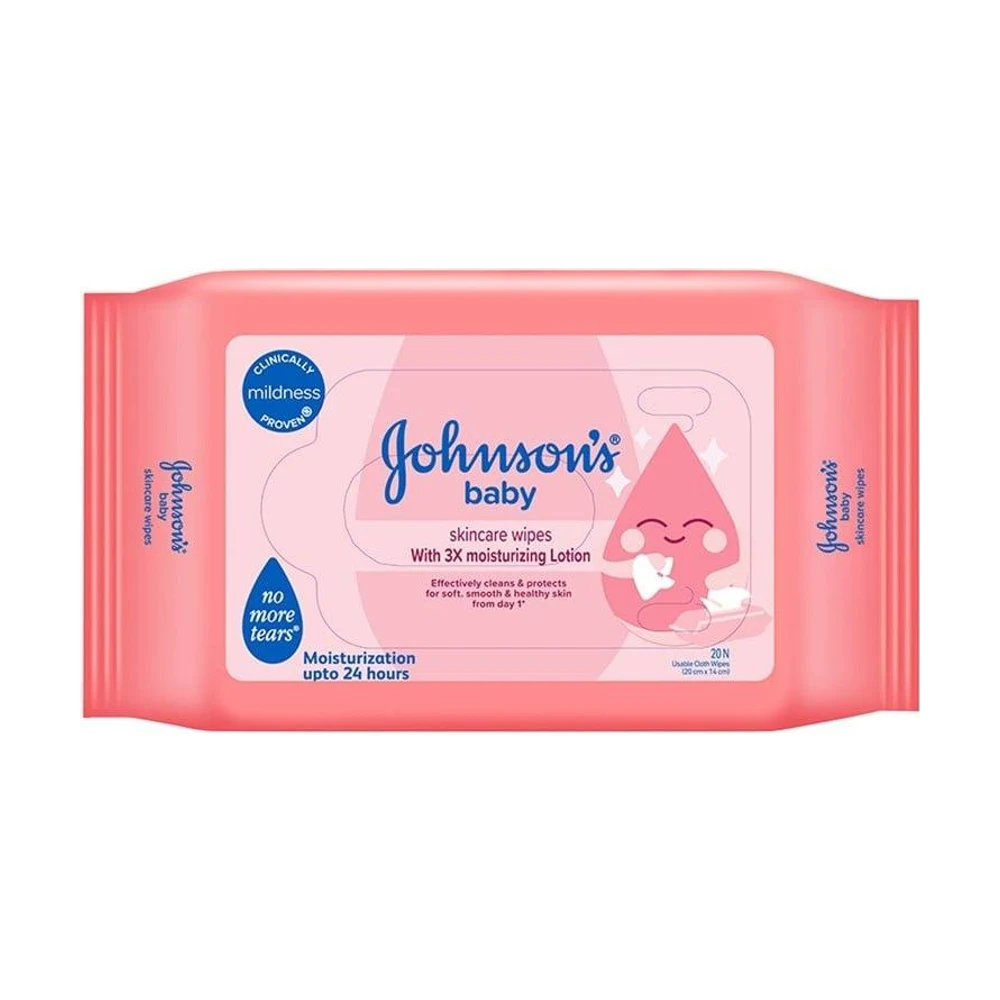 CLINICALLY
mildness
PROVEN
Johnson's®
baby
skincare wipes
With 3X moisturizing Lotion
Effectively cleans & protects
for soft, smooth & healthy skin
from day 1*
no
more
tears®
Moisturization
upto 24 hours
20 N
Usable Cloth Wipes
(20 cm x 14 cm)
Johnson's
baby
skincare wipes
Johnson's
baby
skincare wipes